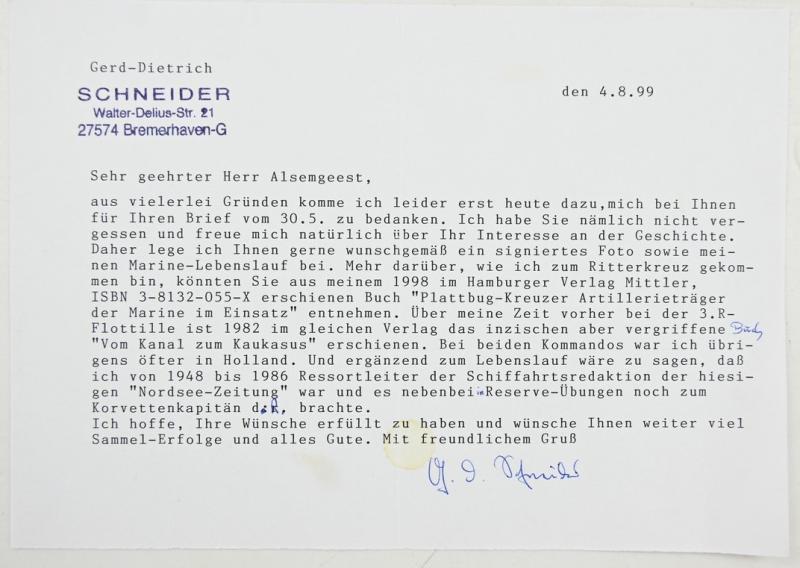 Gerd-Dietrich
SCHNEIDER
Walter-Delius-Str. 21
27574 Bremerhaven-G
den 4.8.99
Sehr geehrter Herr Alsemgeest,
aus vielerlei Gründen komme ich leider erst heute dazu,mich bei Ihnen
für Ihren Brief vom 30.5. zu bedanken. Ich habe Sie nämlich nicht ver-
gessen und freue mich natürlich über Ihr Interesse an der Geschichte.
Daher lege ich Ihnen gerne wunschgemäß ein signiertes Foto sowie mei-
nen Marine-Lebenslauf bei. Mehr darüber, wie ich zum Ritterkreuz gekom-
men bin, könnten Sie aus meinem 1998 im Hamburger Verlag Mittler,
ISBN 3-8132-055-X erschienen Buch "Plattbug-Kreuzer Artillerieträger
der Marine im Einsatz" entnehmen. Über meine Zeit vorher bei der 3.R-
Flottille ist 1982 im gleichen Verlag das inzischen aber vergriffene Buch
"Vom Kanal zum Kaukasus" erschienen. Bei beiden Kommandos war ich übri-
gens öfter in Holland. Und ergänzend zum Lebenslauf wäre zu sagen, daß
ich von 1948 bis 1986 Ressortleiter der Schiffahrtsredaktion der hiesi-
gen "Nordsee-Zeitung" war und es nebenbei in Reserve-Übungen noch zum
Korvettenkapitän d.R, brachte.
Ich hoffe, Ihre Wünsche erfüllt zu haben und wünsche Ihnen weiter viel
Sammel-Erfolge und alles Gute. Mit freundlichem Gruß
G. D. Schneider